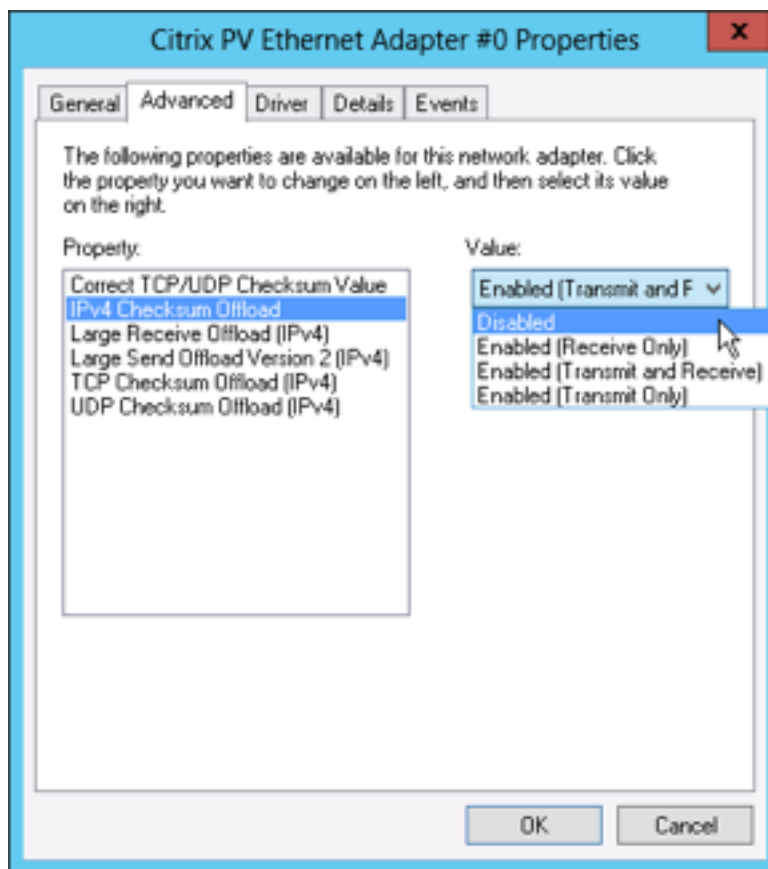 Citrix PV Ethernet Adapter #0 Properties
x
General Advanced Driver Details Events
The following properties are available for this network adapter. Click
the property you want to change on the left, and then select its value
on the right.
Property: Value:
Correct TCP/UDP Checksum Value
IPv4 Checksum Offload
Large Receive Offload (IPv4)
Large Send Offload Version 2 (IPv4)
TCP Checksum Offload (IPv4)
UDP Checksum Offload (IPv4)
Enabled (Transmit and F
Disabled
Enabled (Receive Only)
Enabled (Transmit and Receive)
Enabled (Transmit Only)
OK Cancel